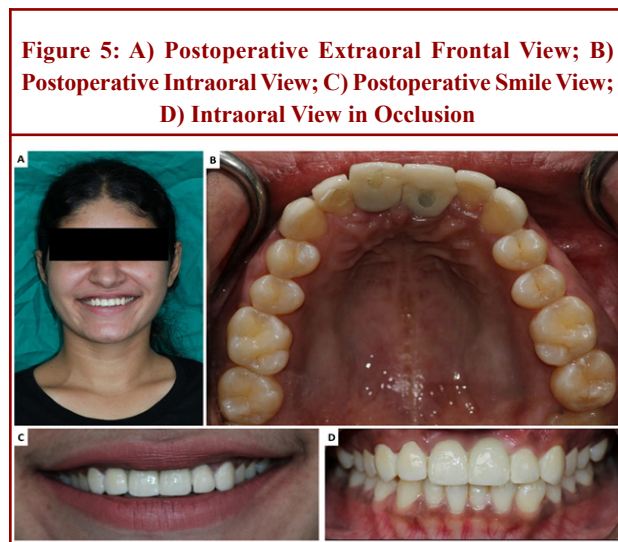 Figure 5: A) Postoperative Extraoral Frontal View; B)
Postoperative Intraoral View; C) Postoperative Smile View;
D) Intraoral View in Occlusion
A
B
C
D